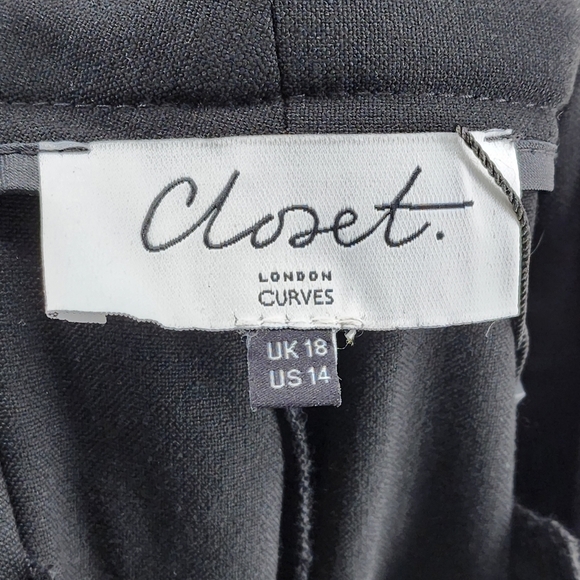 Closet.
LONDON
CURVES
UK 18
US 14